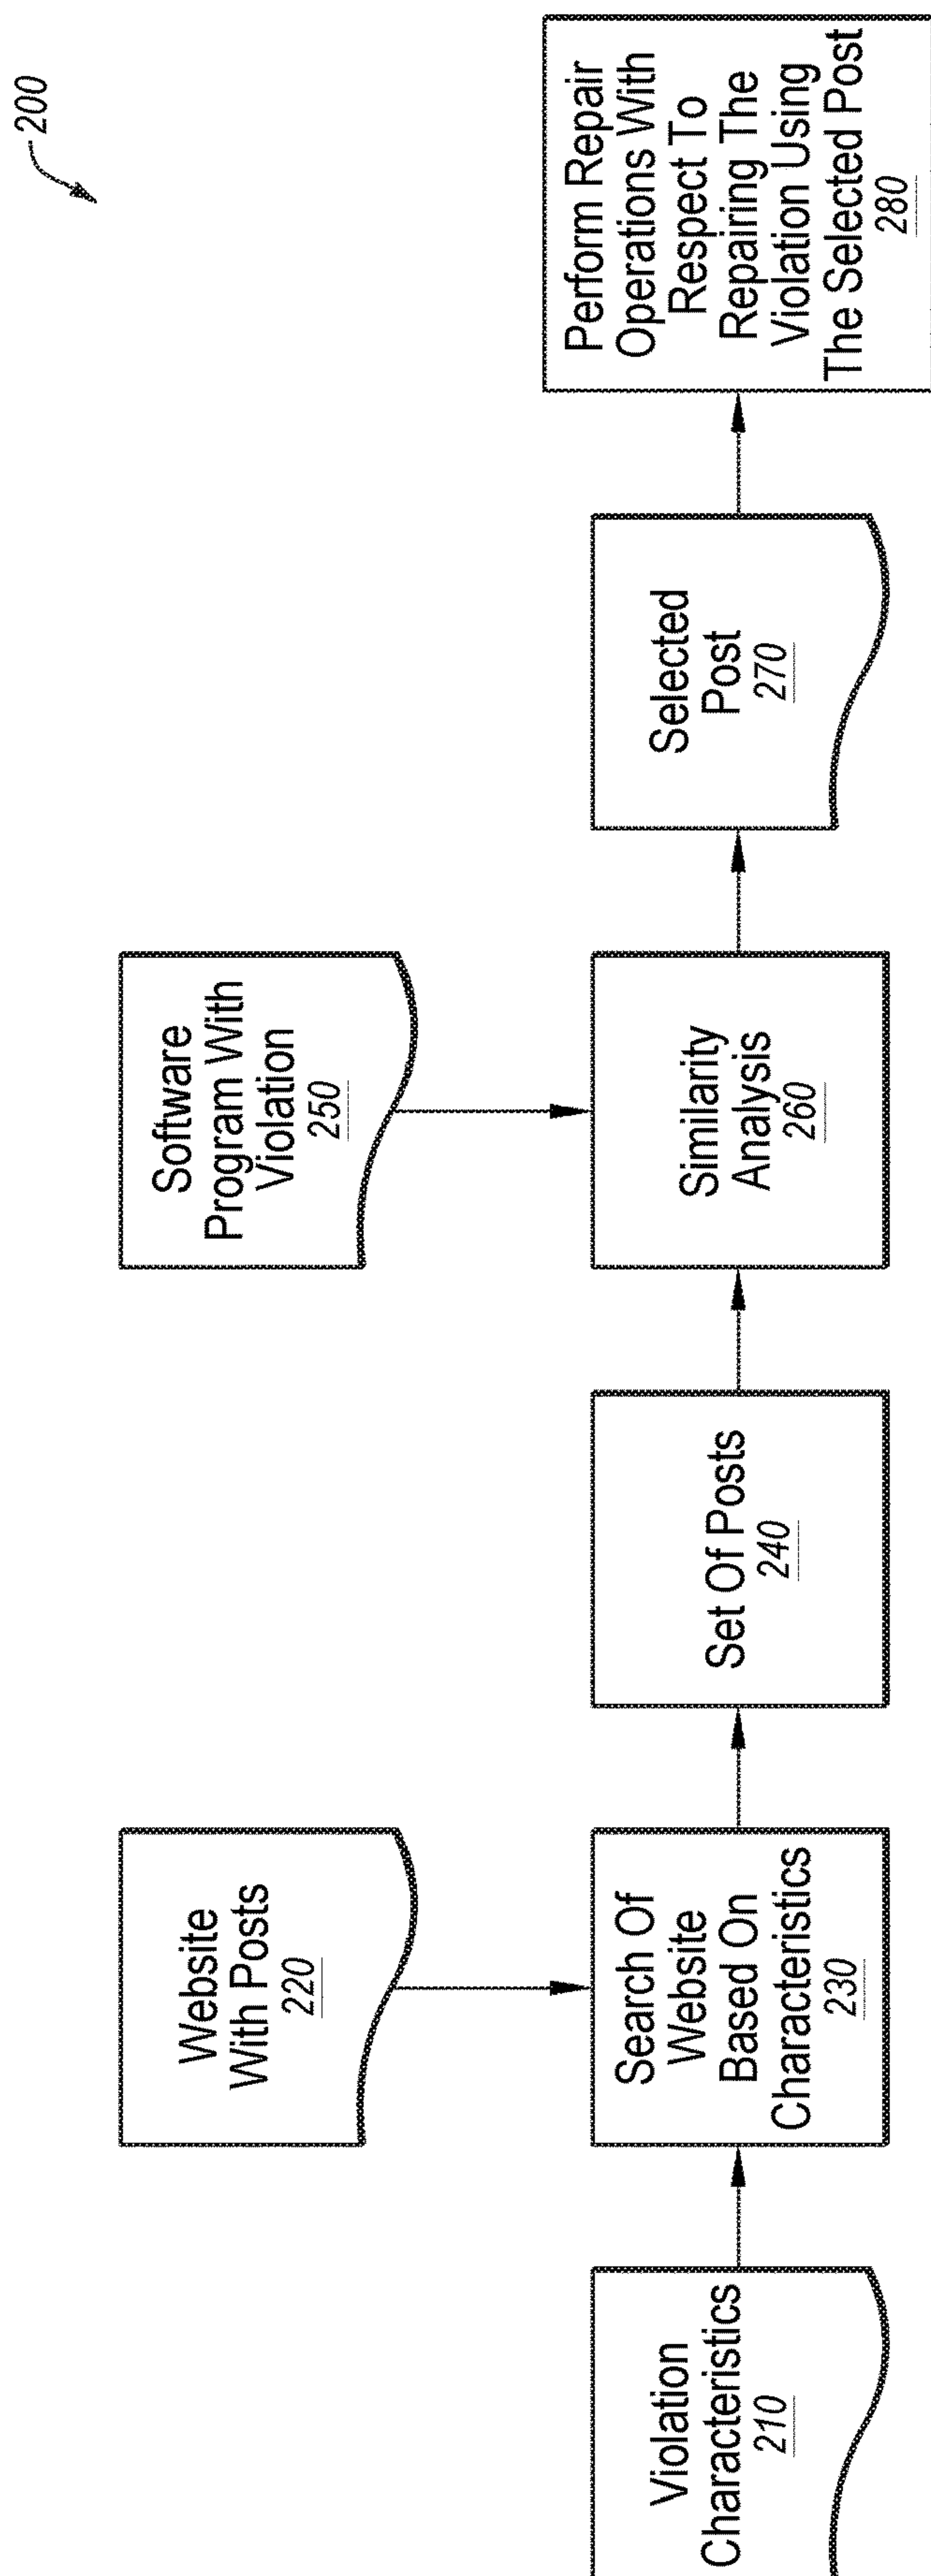 200
Website
With Posts
220
Software
Program With
Violation
250
Violation
Characteristics
210
Search Of
Website
Based On
Characteristics
230
Set Of Posts
240
Similarity
Analysis
260
Selected
Post
270
Perform Repair
Operations With
Respect To
Repairing The
Violation Using
The Selected Post
280